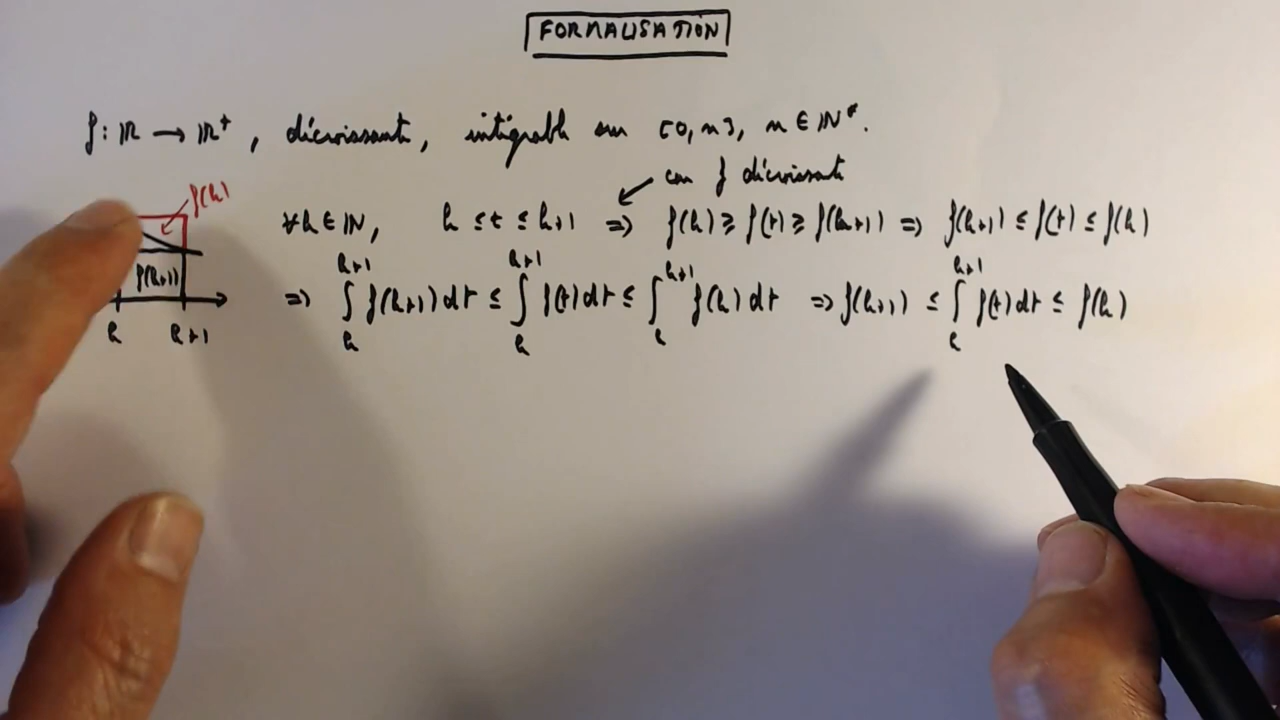 FORMALISATION
f : ℝ → ℝ⁺, décroissante, intégrable sur [0,n], n ∈ ℕ*.
car f décroissante
f(k)
∀k ∈ ℕ, k ≤ t ≤ k+1 ⇒ f(k) ≥ f(t) ≥ f(k+1) ⇒ f(k+1) ≤ f(t) ≤ f(k)
f(k+1)
⇒ ∫ₖᵏ⁺¹ f(k+1) dt ≤ ∫ₖᵏ⁺¹ f(t) dt ≤ ∫ₖᵏ⁺¹ f(k) dt ⇒ f(k+1) ≤ ∫ₖᵏ⁺¹ f(t) dt ≤ f(k)
k k+1